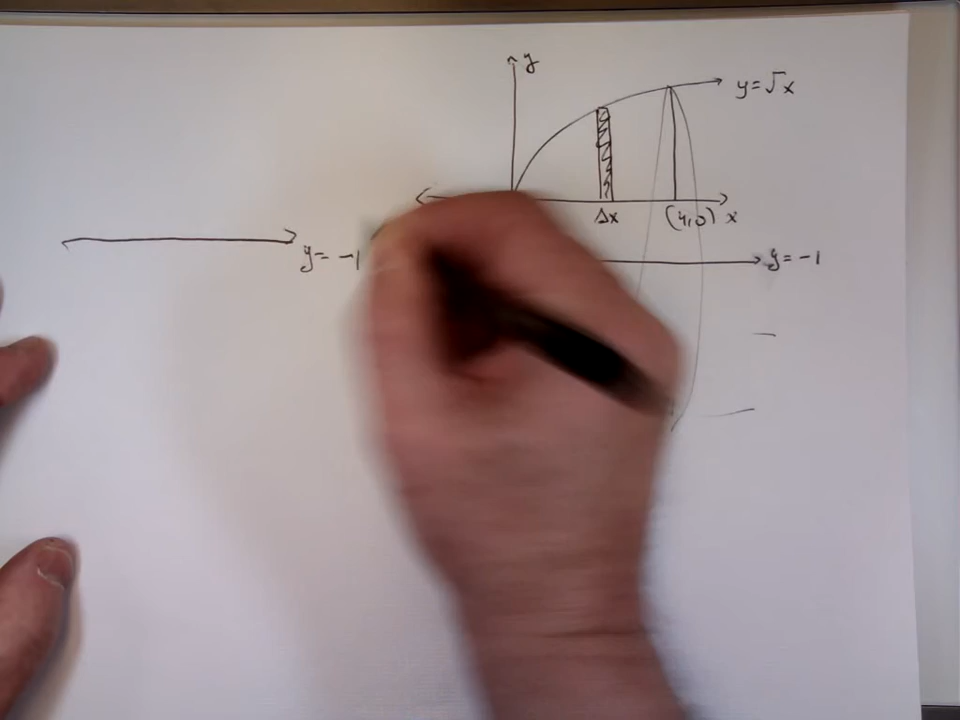 y
y=√x
Δx
(4,0)
x
y=-1
y=-1